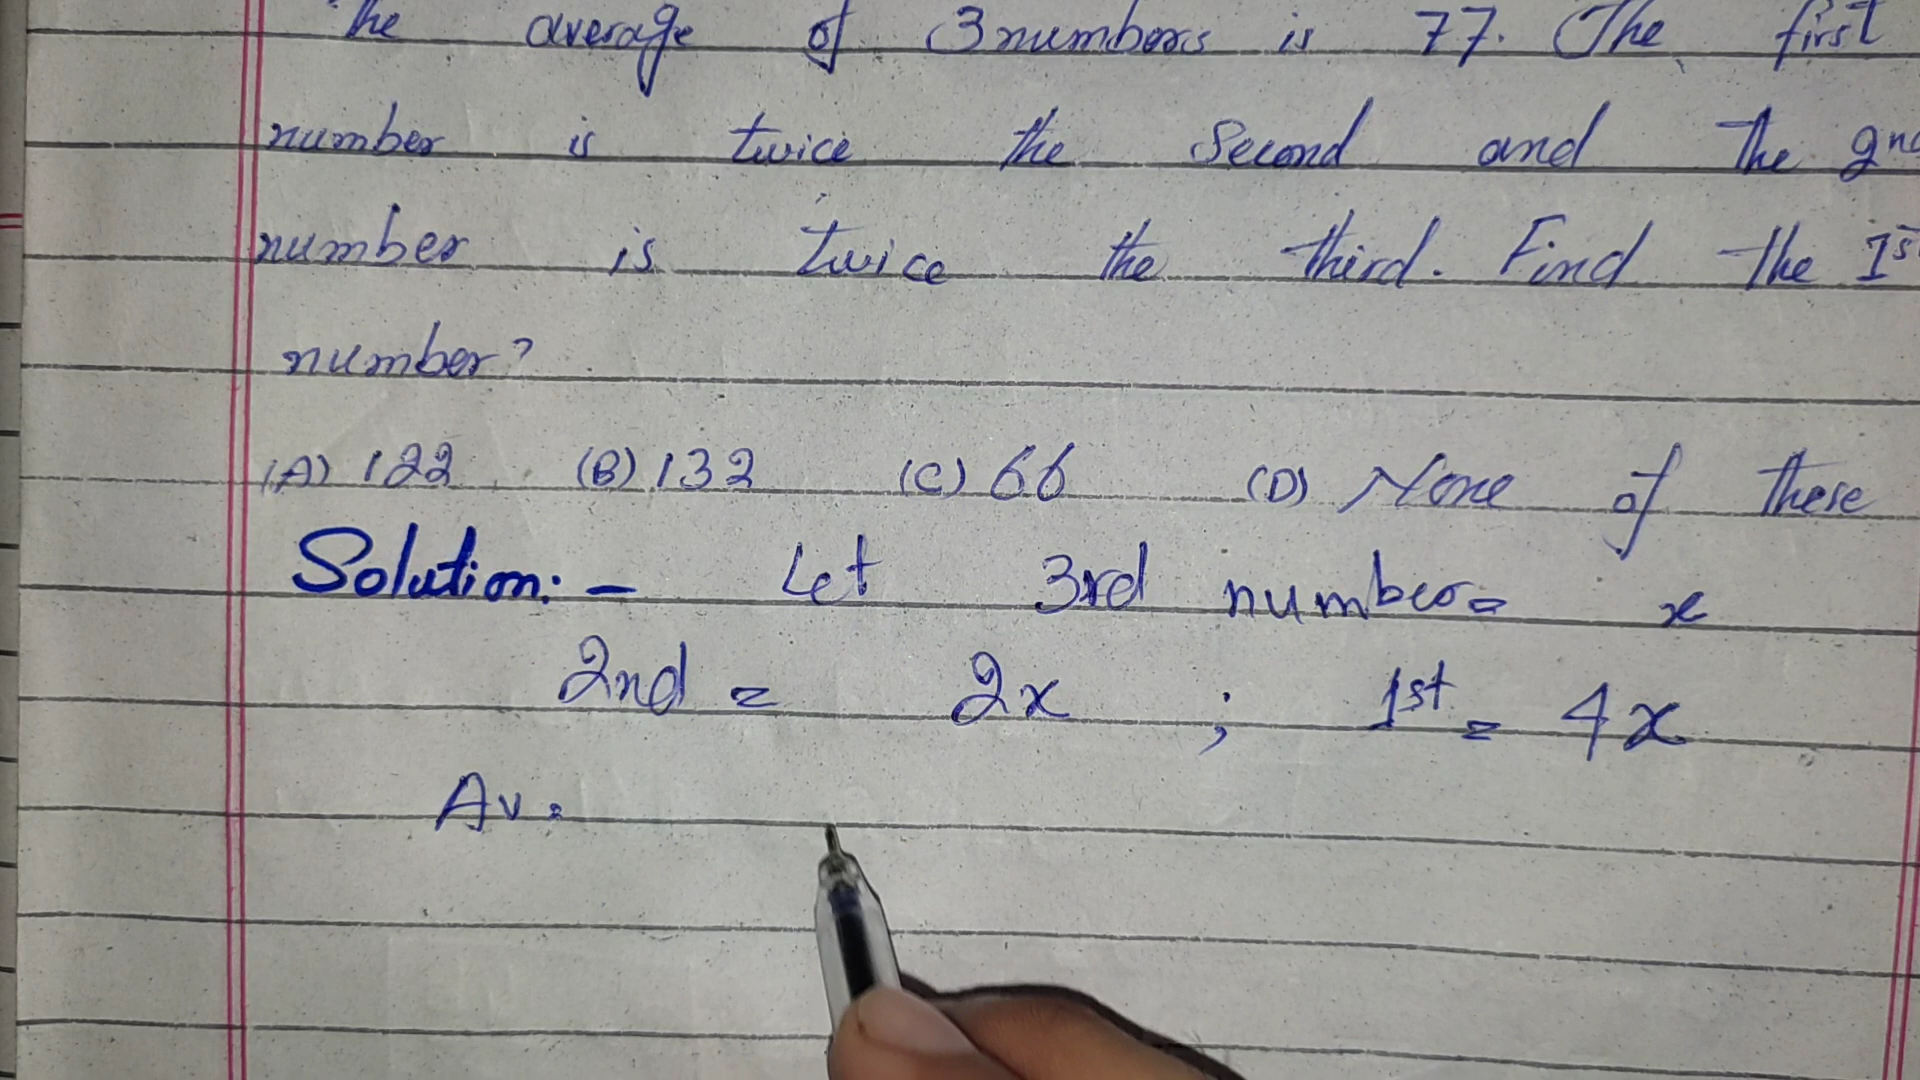 The average of 3 numbers is 77. The first
number is twice the second and the 2nd
number is twice the third. Find the 1st
number?
(A) 122 (B) 132 (C) 66 (D) None of these
Solution:- Let 3rd number= x
2nd = 2x ; 1st = 4x
Av =